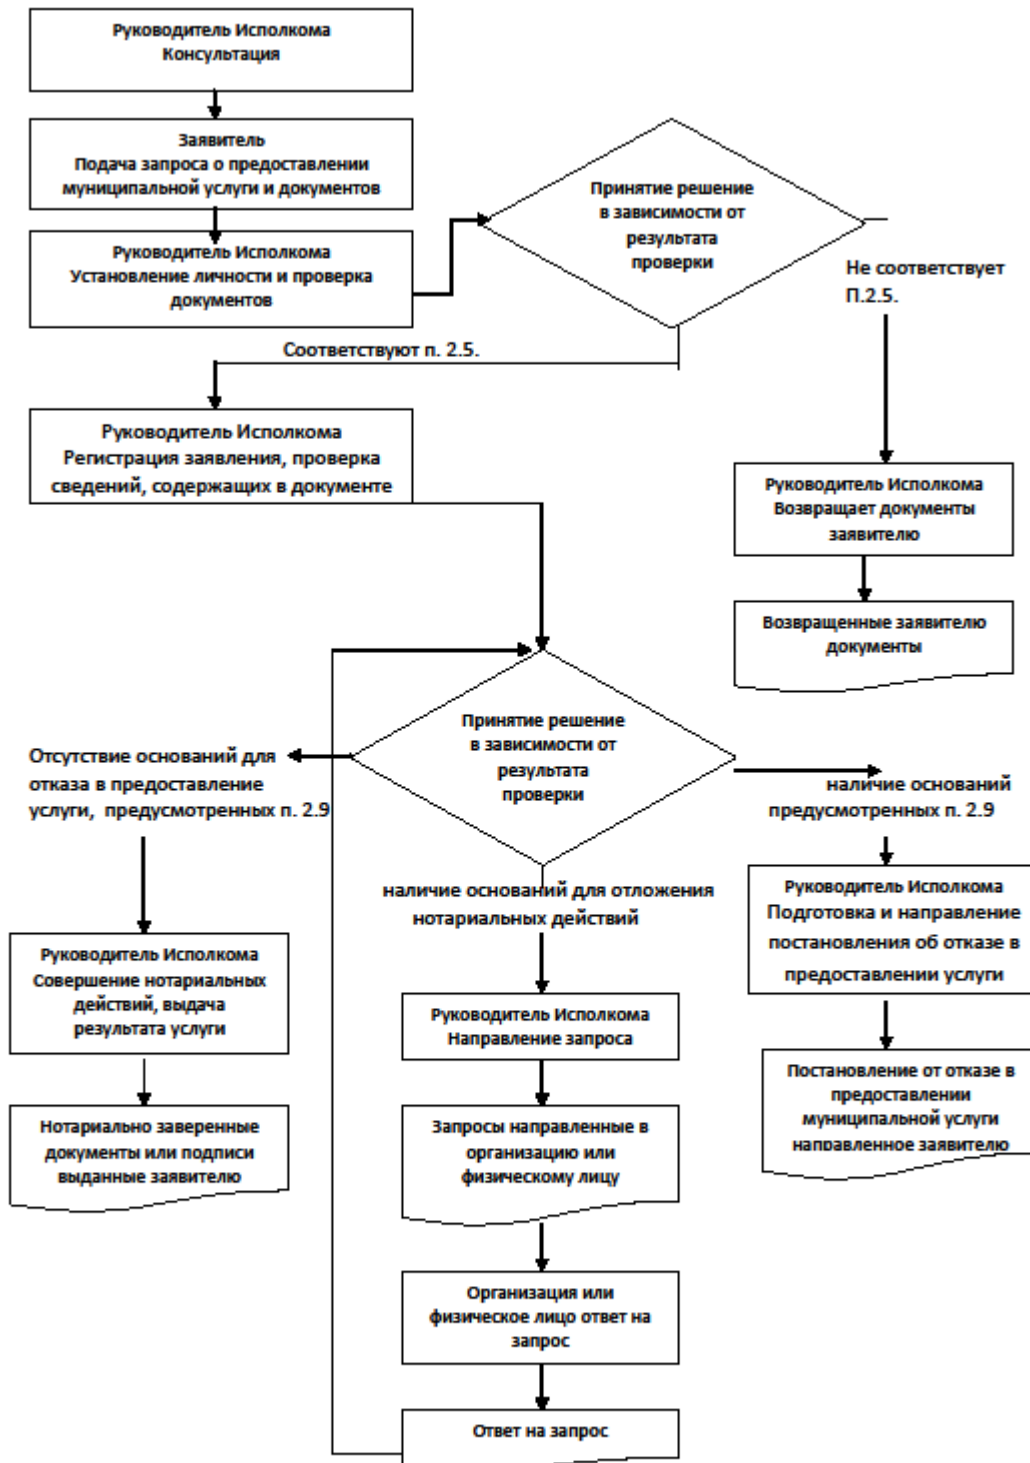 Руководитель Исполкома
Консультация
Заявитель
Подача запроса о предоставлении
муниципальной услуги и документов
Руководитель Исполкома
Установление личности и проверка
документов
Принятие решение
в зависимости от
результата
проверки
Не соответствует
П.2.5.
Соответствуют п. 2.5.
Руководитель Исполкома
Регистрация заявления, проверка
сведений, содержащих в документе
Руководитель Исполкома
Возвращает документы
заявителю
Возвращенные заявителю
документы
Принятие решение
в зависимости от
результата
проверки
Отсутствие оснований для
отказа в предоставление
услуги, предусмотренных п. 2.9
наличие оснований
предусмотренных п. 2.9
наличие оснований для отложения
нотариальных действий
Руководитель Исполкома
Подготовка и направление
постановления об отказе в
предоставлении услуги
Руководитель Исполкома
Совершение нотариальных
действий, выдача
результата услуги
Руководитель Исполкома
Направление запроса
Постановление от отказе в
предоставлении
муниципальной услуги
направленное заявителю
Нотариально заверенные
документы или подписи
выданные заявителю
Запросы направленные в
организацию или
физическому лицу
Организация или
физическое лицо ответ на
запрос
Ответ на запрос